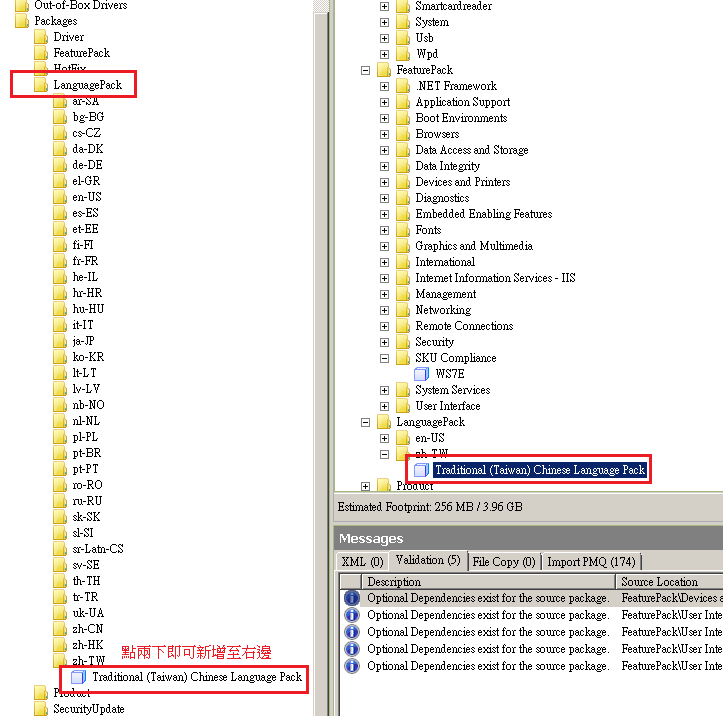 Out-of-Box Drivers
Packages
Driver
FeaturePack
HotFix
LanguagePack
ar-SA
bg-BG
cs-CZ
da-DK
de-DE
el-GR
en-US
es-ES
et-EE
fi-FI
fr-FR
he-IL
hr-HR
hu-HU
it-IT
ja-JP
ko-KR
lt-LT
lv-LV
nb-NO
nl-NL
pl-PL
pt-BR
pt-PT
ro-RO
ru-RU
sk-SK
sl-SI
sr-Latn-CS
sv-SE
th-TH
tr-TR
uk-UA
zh-CN
zh-HK
點兩下即可新增至右邊
zh-TW
Traditional (Taiwan) Chinese Language Pack
Product
SecurityUpdate
Smartcardreader
System
Usb
Wpd
FeaturePack
.NET Framework
Application Support
Boot Environments
Browsers
Data Access and Storage
Data Integrity
Devices and Printers
Diagnostics
Embedded Enabling Features
Fonts
Graphics and Multimedia
International
Internet Information Services - IIS
Management
Networking
Remote Connections
Security
SKU Compliance
WS7E
System Services
User Interface
LanguagePack
en-US
zh-TW
Traditional (Taiwan) Chinese Language Pack
Product
Estimated Footprint: 256 MB / 3.96 GB
Messages
XML (0) Validation (5) File Copy (0) Import PMQ (174)
Description Source Location
Optional Dependencies exist for the source package. FeaturePack\Devices a
Optional Dependencies exist for the source package. FeaturePack\User Inte
Optional Dependencies exist for the source package. FeaturePack\User Inte
Optional Dependencies exist for the source package. FeaturePack\User Inte
Optional Dependencies exist for the source package. FeaturePack\User Inte